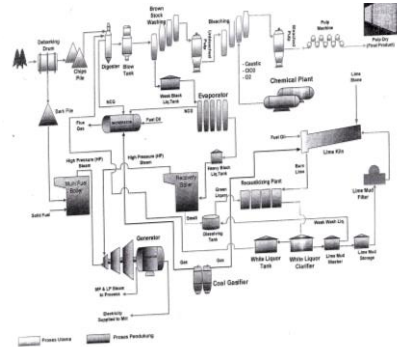 Brown
Stock
Washing
Bleaching
Debarking
Drum
Chips
Pile
Digester
Blow
Tank
Unbleached
Pulp
Bleached
Pulp
Pulp
Machine
Pulp Dry
(Final Product)
Caustic
ClO2
O2
Chemical Plant
Bark Pile
Weak Black
Liq.Tank
NCG
NCG
Evaporator
Flue
Gas
Fuel Oil
Heavy Black
Liq.Tank
High Pressure (HP)
Steam
High Pressure (HP)
Steam
Multi Fuel
Boiler
Solid Fuel
Recovery
Boiler
Smelt
Green
Liquor
Dissolving
Tank
Recausticizing Plant
Burn
Lime
Fuel Oil
Lime Kiln
Lime
Stone
Lime Mud
Filter
Weak Wash Liq.
White Liquor
Tank
White Liquor
Clarifier
Lime Mud
Washer
Lime Mud
Storage
Generator
MP & LP Steam
to Process
Electricity
Supplied to Mill
Gas
Gas
Coal Gasifier
Proses Utama
Proses Pendukung